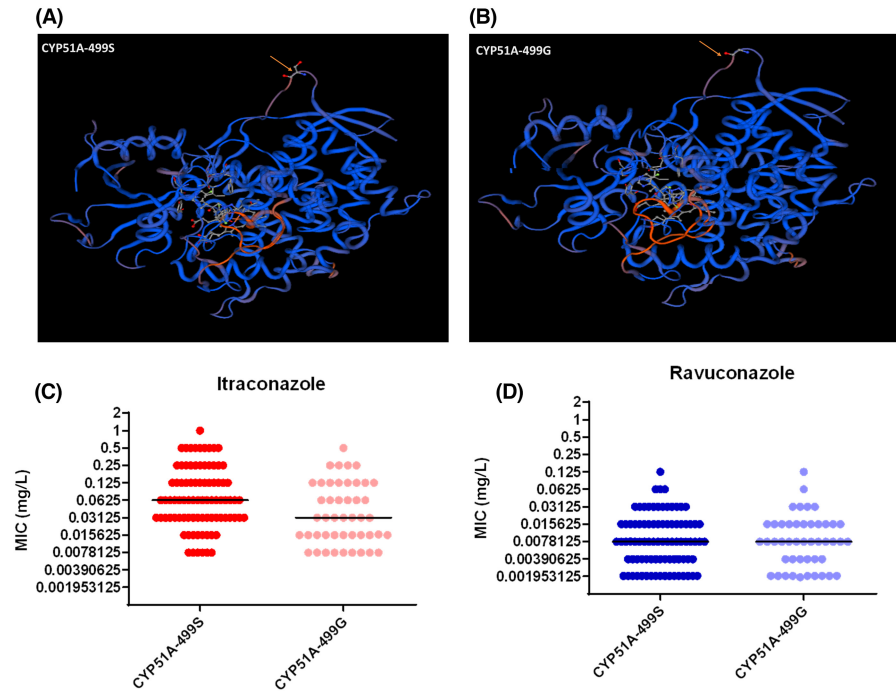 (A)
CYP51A-499S
(B)
CYP51A-499G
(C)
Itraconazole
MIC (mg/L)
2
1
0.5
0.25
0.125
0.0625
0.03125
0.015625
0.0078125
0.00390625
0.001953125
CYP51A-499S
CYP51A-499G
(D)
Ravuconazole
MIC (mg/L)
2
1
0.5
0.25
0.125
0.0625
0.03125
0.015625
0.0078125
0.00390625
0.001953125
CYP51A-499S
CYP51A-499G